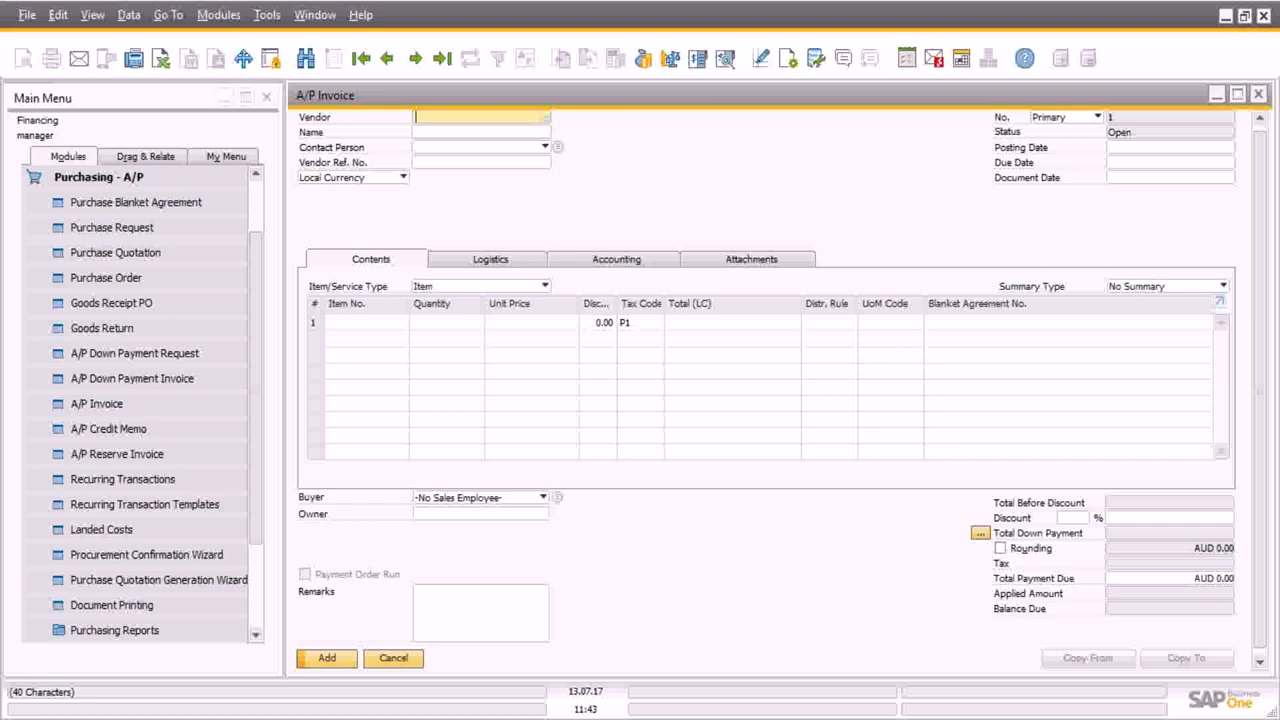 File Edit View Data Go To Modules Tools Window Help
Main Menu
Financing
manager
Modules Drag & Relate My Menu
Purchasing - A/P
Purchase Blanket Agreement
Purchase Request
Purchase Quotation
Purchase Order
Goods Receipt PO
Goods Return
A/P Down Payment Request
A/P Down Payment Invoice
A/P Invoice
A/P Credit Memo
A/P Reserve Invoice
Recurring Transactions
Recurring Transaction Templates
Landed Costs
Procurement Confirmation Wizard
Purchase Quotation Generation Wizard
Document Printing
Purchasing Reports
A/P Invoice
Vendor
Name
Contact Person
Vendor Ref. No.
Local Currency
No. Primary 1
Status Open
Posting Date
Due Date
Document Date
Contents Logistics Accounting Attachments
Item/Service Type Item Summary Type No Summary
# Item No. Quantity Unit Price Disc... Tax Code Total (LC) Distr. Rule UoM Code Blanket Agreement No.
1 0.00 P1
Buyer -No Sales Employee-
Owner
Payment Order Run
Remarks
Total Before Discount
Discount %
... Total Down Payment
Rounding AUD 0.00
Tax
Total Payment Due AUD 0.00
Applied Amount
Balance Due
Add Cancel Copy From Copy To
(40 Characters) 13.07.17
11:43
SAP Business One